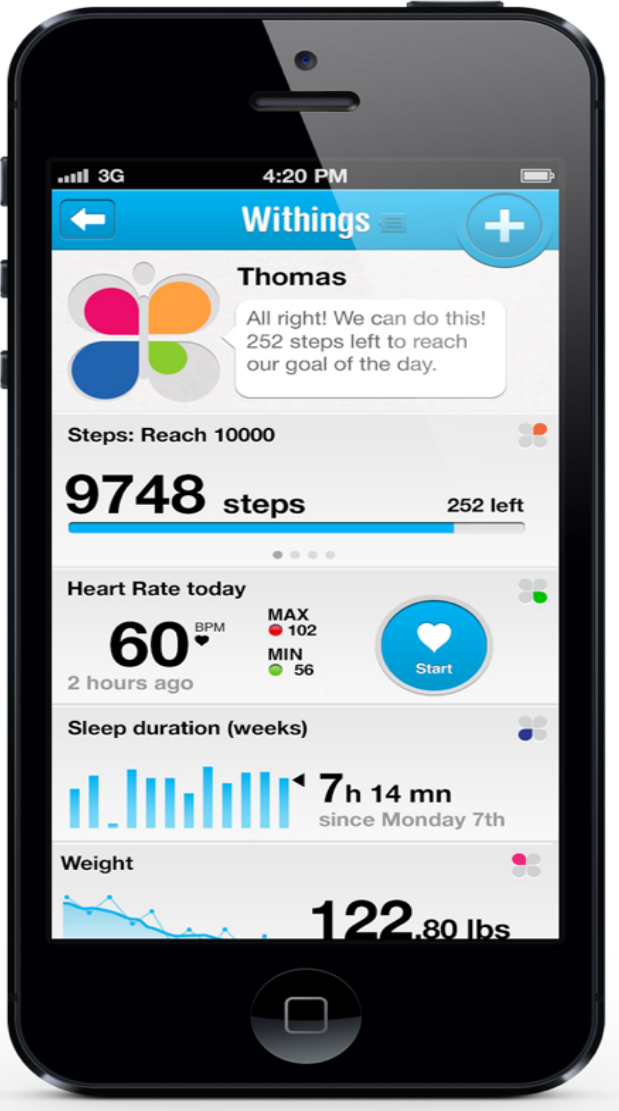 3G 4:20 PM
Withings
Thomas
All right! We can do this!
252 steps left to reach
our goal of the day.
Steps: Reach 10000
9748 steps 252 left
Heart Rate today
60 BPM
MAX
102
MIN
56
Start
2 hours ago
Sleep duration (weeks)
7h 14 mn
since Monday 7th
Weight
122.80 lbs